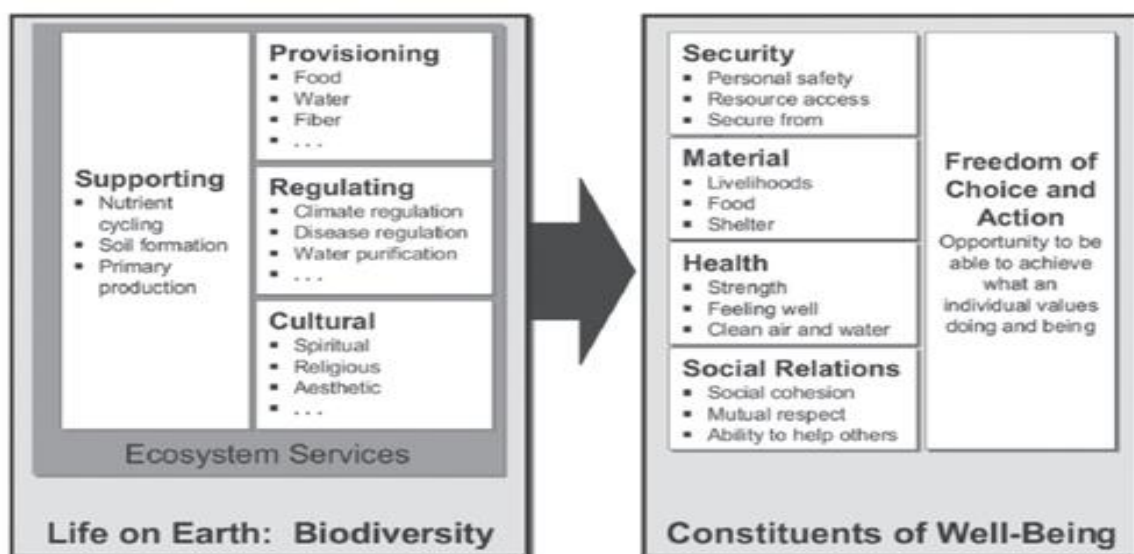 Supporting
▪ Nutrient
cycling
▪ Soil formation
▪ Primary
production
Provisioning
▪ Food
▪ Water
▪ Fiber
▪ . . .
Regulating
▪ Climate regulation
▪ Disease regulation
▪ Water purification
▪ . . .
Cultural
▪ Spiritual
▪ Religious
▪ Aesthetic
▪ . . .
Ecosystem Services
Life on Earth: Biodiversity
Security
▪ Personal safety
▪ Resource access
▪ Secure from
Material
▪ Livelihoods
▪ Food
▪ Shelter
Health
▪ Strength
▪ Feeling well
▪ Clean air and water
Social Relations
▪ Social cohesion
▪ Mutual respect
▪ Ability to help others
Freedom of
Choice and
Action
Opportunity to be
able to achieve
what an
individual values
doing and being
Constituents of Well-Being